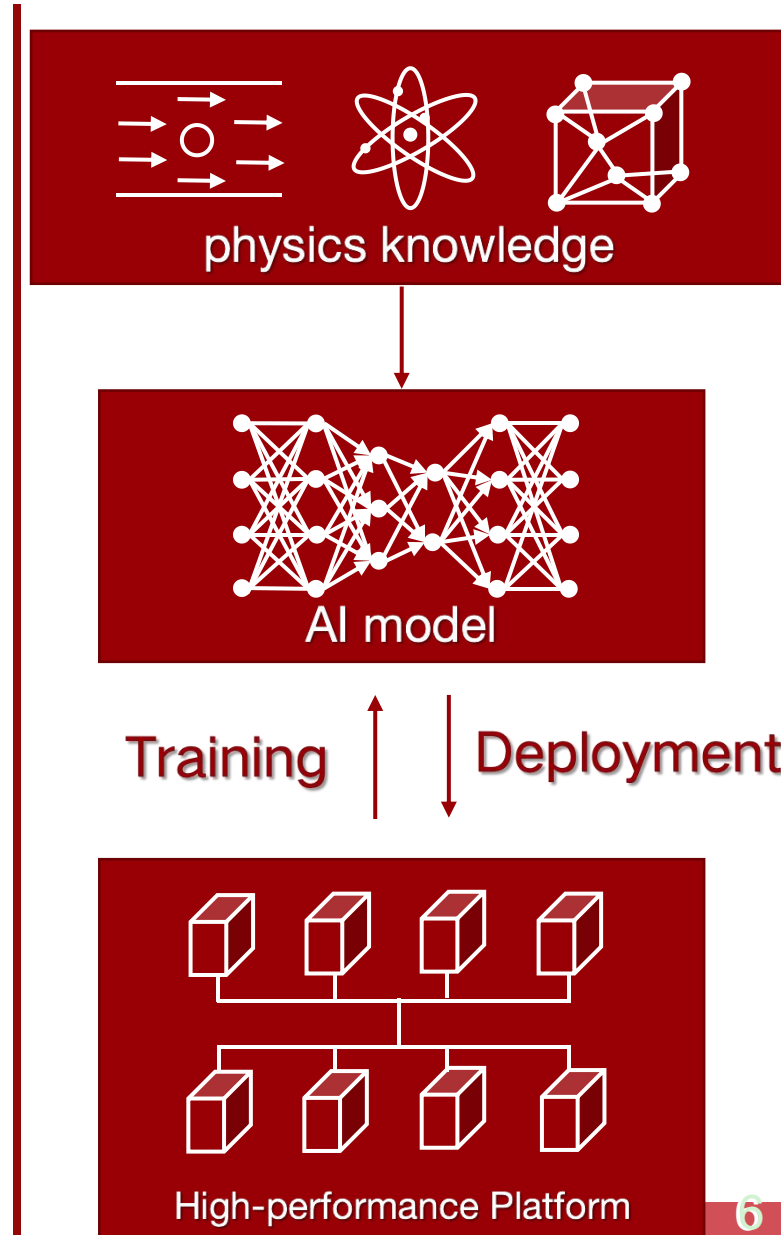 physics knowledge
AI model
Training
Deployment
High-performance Platform
6